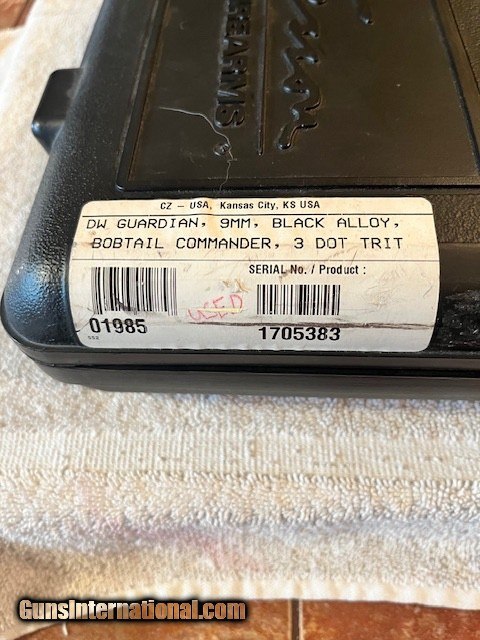 FIREARMS
CZ – USA, Kansas City, KS USA
DW GUARDIAN, 9MM, BLACK ALLOY,
BOBTAIL COMMANDER, 3 DOT TRIT
SERIAL No. / Product :
USED
01985
1705383
552
GunsInternational.com